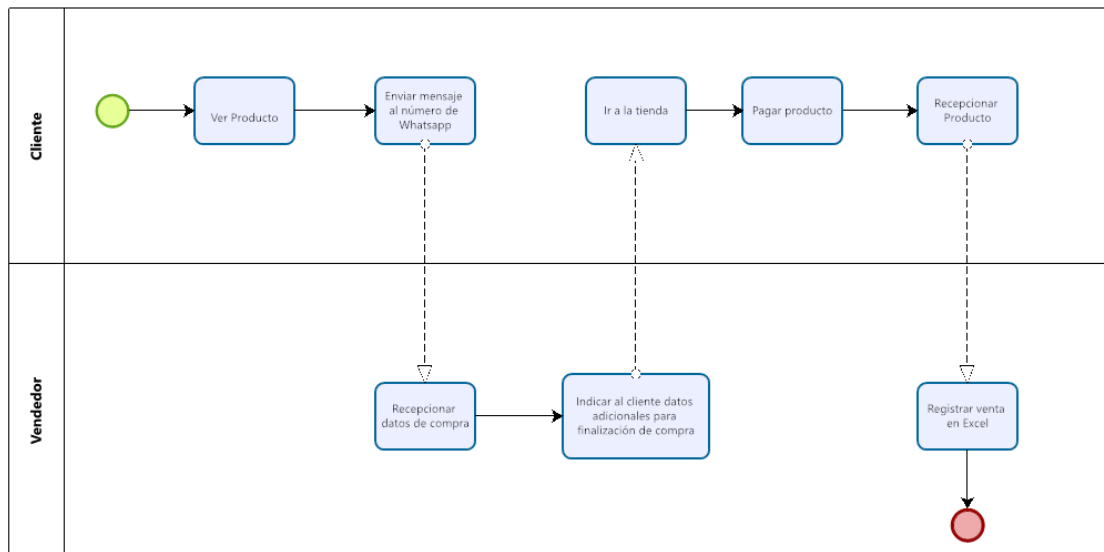 Cliente
Ver Producto
Enviar mensaje
al número de
Whatsapp
Ir a la tienda
Pagar producto
Recepcionar
Producto
Vendedor
Recepcionar
datos de compra
Indicar al cliente datos
adicionales para
finalización de compra
Registrar venta
en Excel